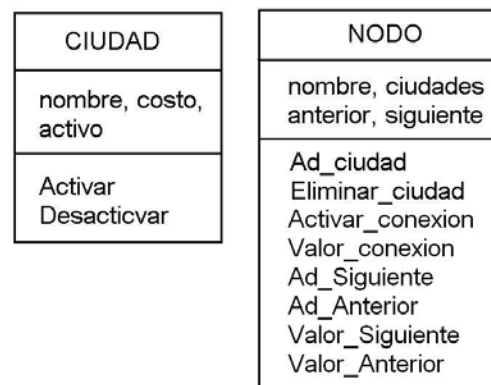 CIUDAD
nombre, costo,
activo
Activar
Desacticvar
NODO
nombre, ciudades
anterior, siguiente
Ad_ciudad
Eliminar_ciudad
Activar_conexion
Valor_conexion
Ad_Siguiente
Ad_Anterior
Valor_Siguiente
Valor_Anterior